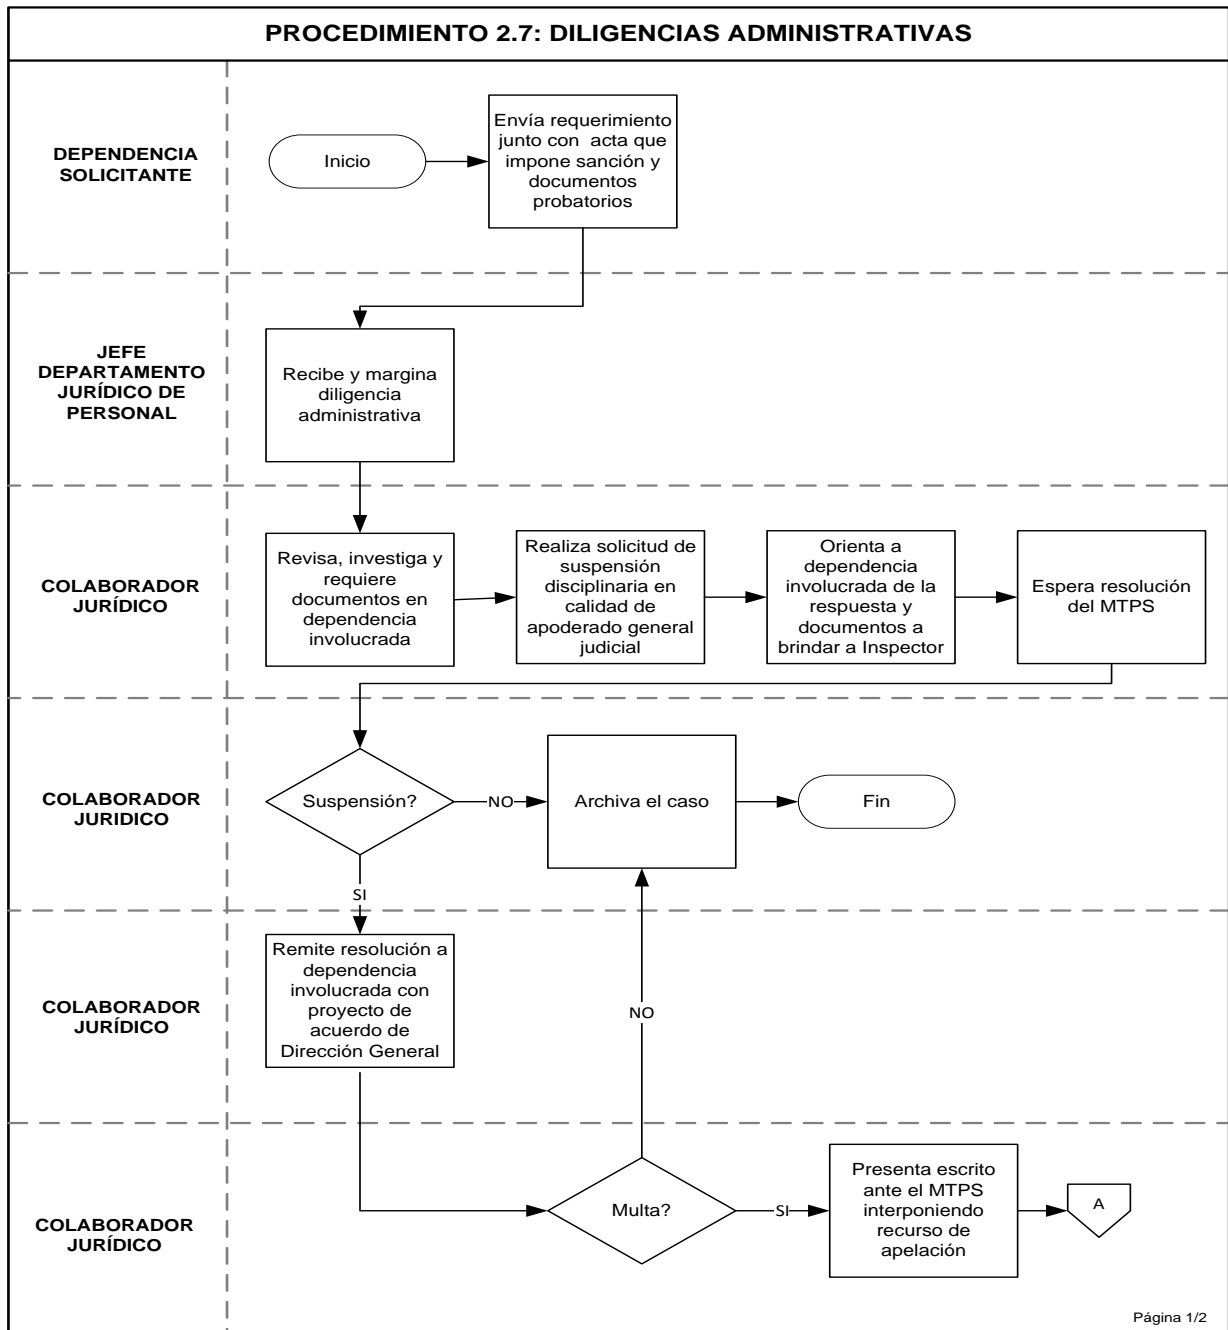 PROCEDIMIENTO 2.7: DILIGENCIAS ADMINISTRATIVAS
DEPENDENCIA
SOLICITANTE
Inicio
Envía requerimiento
junto con acta que
impone sanción y
documentos
probatorios
JEFE
DEPARTAMENTO
JURÍDICO DE
PERSONAL
Recibe y margina
diligencia
administrativa
COLABORADOR
JURÍDICO
Revisa, investiga y
requiere
documentos en
dependencia
involucrada
Realiza solicitud de
suspensión
disciplinaria en
calidad de
apoderado general
judicial
Orienta a
dependencia
involucrada de la
respuesta y
documentos a
brindar a Inspector
Espera resolución
del MTPS
COLABORADOR
JURIDICO
Suspensión?
NO
Archiva el caso
Fin
SI
COLABORADOR
JURÍDICO
Remite resolución a
dependencia
involucrada con
proyecto de
acuerdo de
Dirección General
NO
COLABORADOR
JURÍDICO
Multa?
SI
Presenta escrito
ante el MTPS
interponiendo
recurso de
apelación
A
Página 1/2